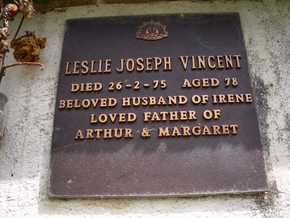 LESLIE JOSEPH VINCENT
DIED 26-2-75 AGED 78
BELOVED HUSBAND OF IRENE
LOVED FATHER OF
ARTHUR & MARGARET